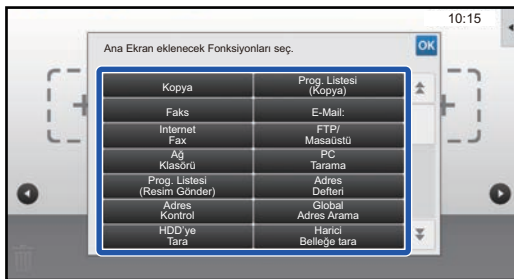 10:15
Ana Ekran eklenecek Fonksiyonları seç.
OK
Kopya
Prog. Listesi
(Kopya)
Faks
E-Mail:
Internet
Fax
FTP/
Masaüstü
Ağ
Klasörü
PC
Tarama
Prog. Listesi
(Resim Gönder)
Adres
Defteri
Adres
Kontrol
Global
Adres Arama
HDD'ye
Tara
Harici
Belleğe tara